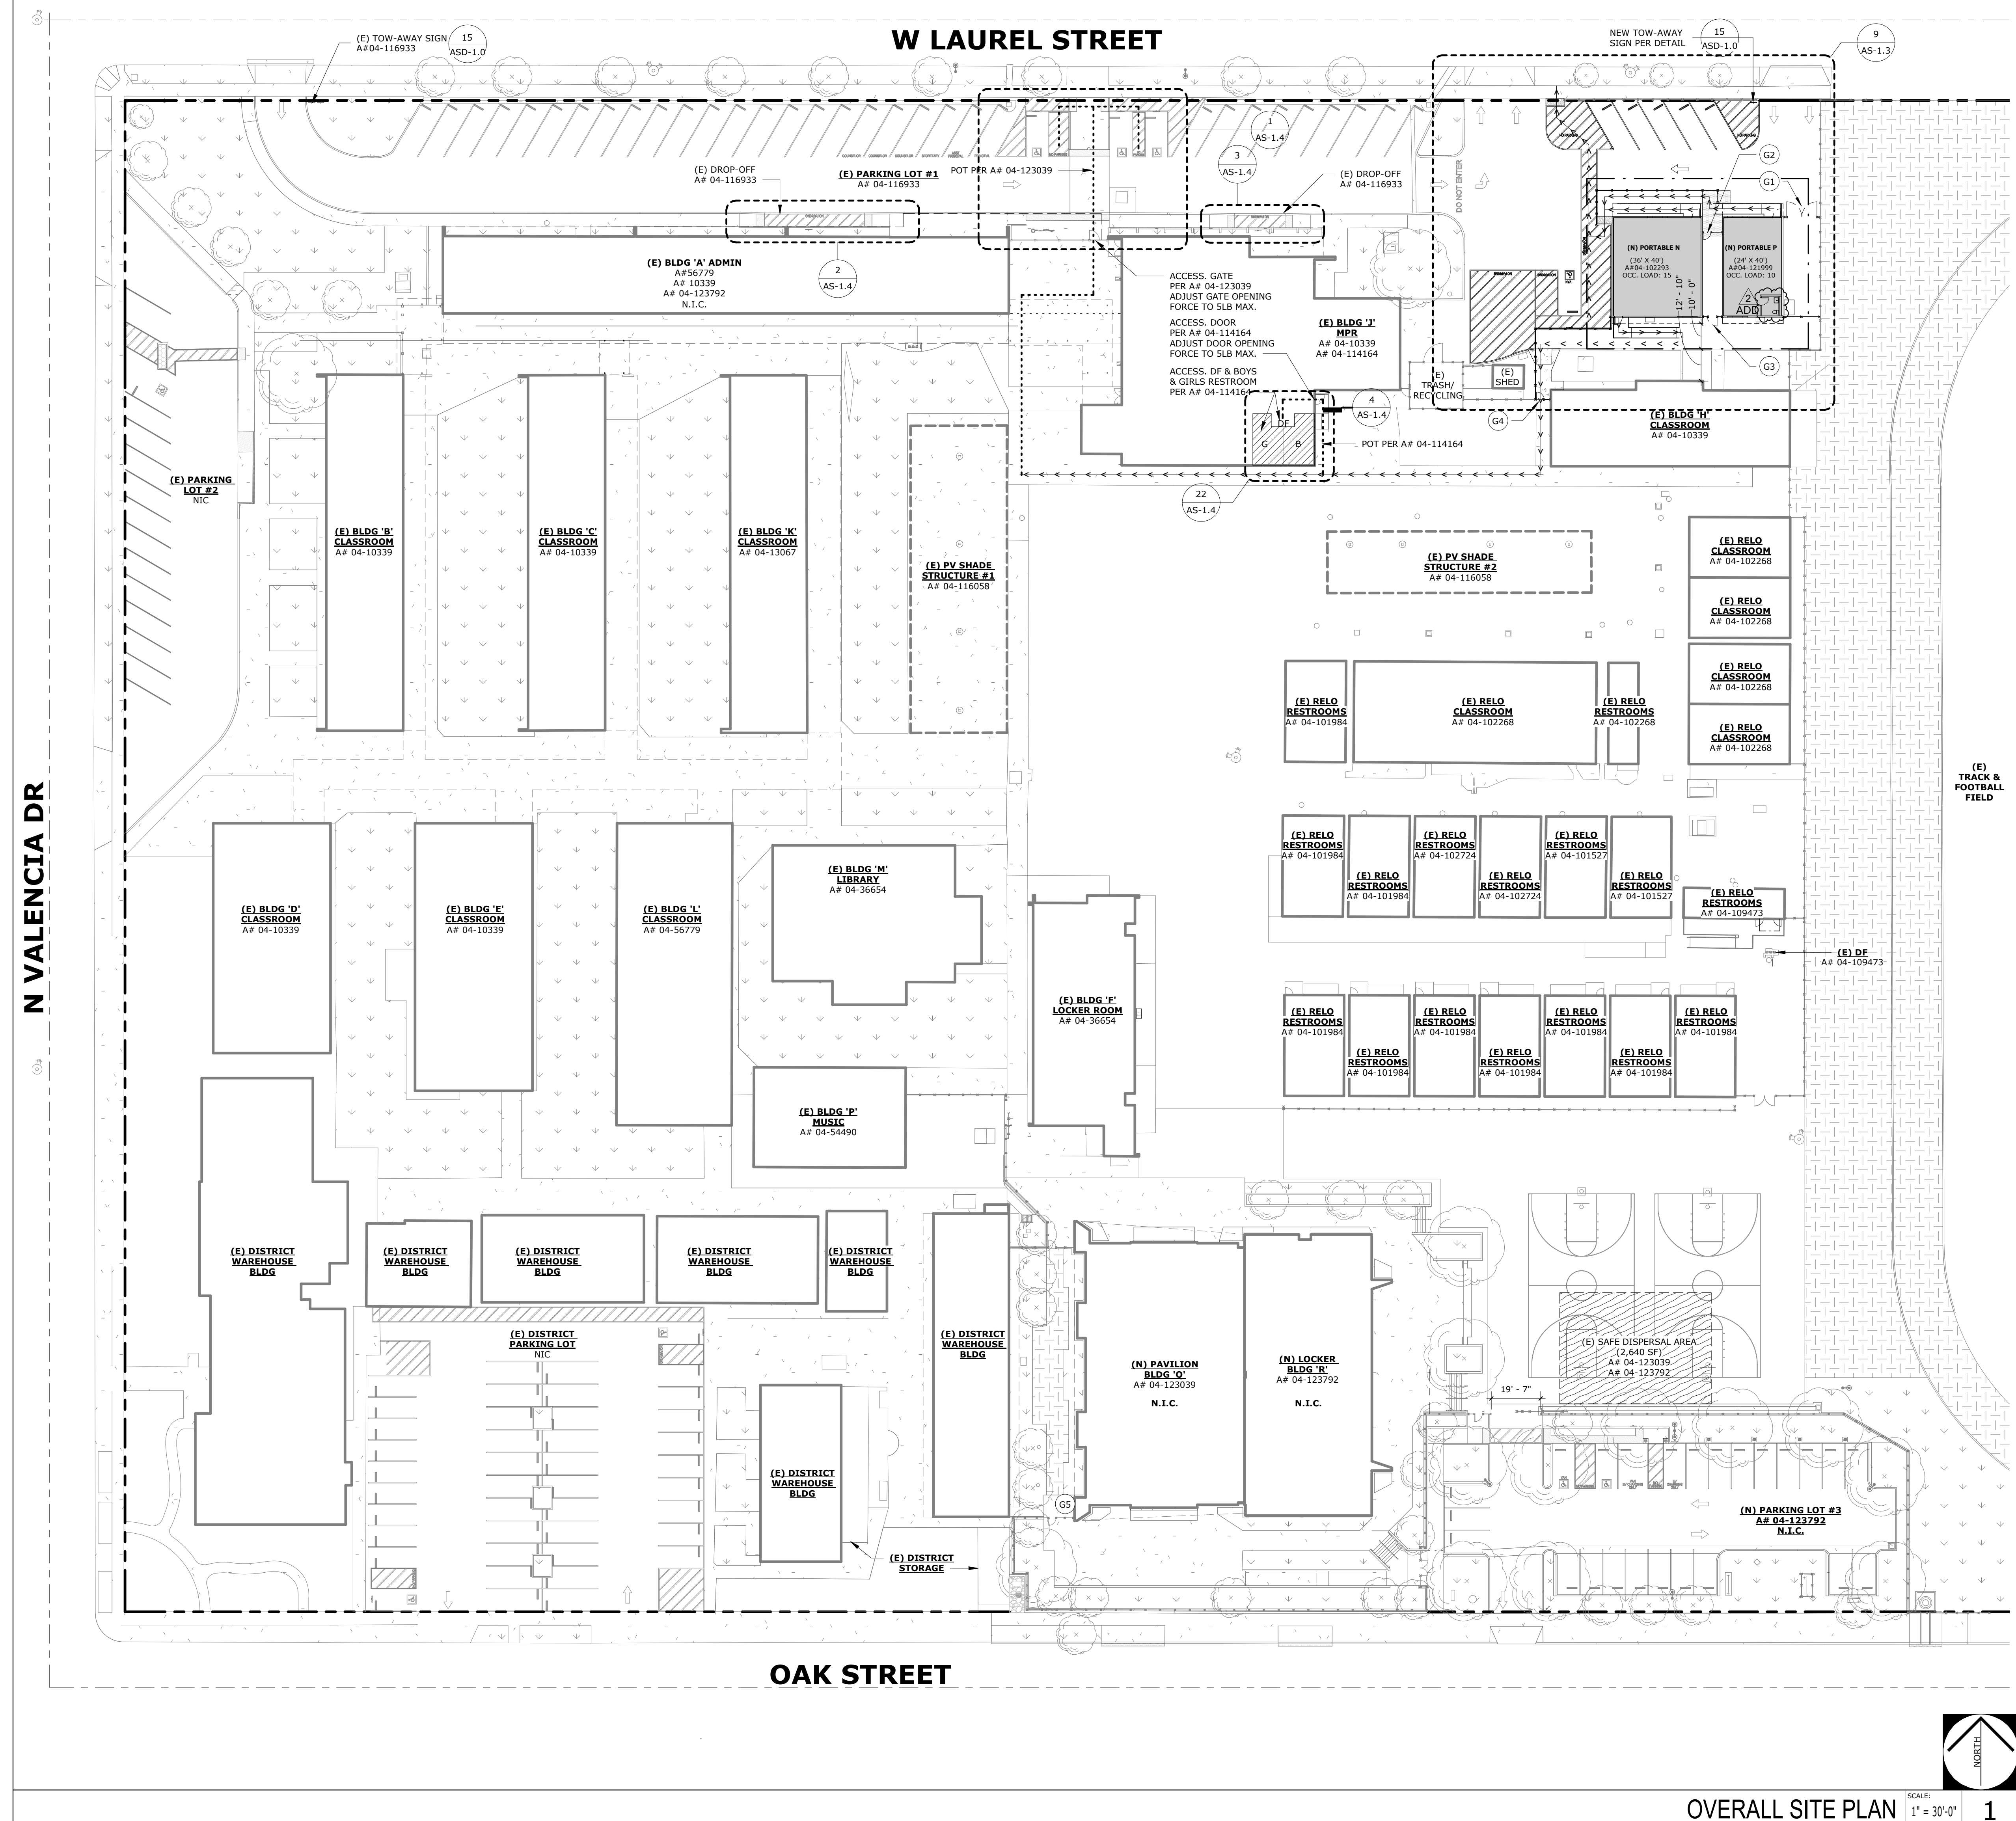 W LAUREL STREET
(E) TOW-AWAY SIGN
A#04-116933
15
ASD-1.0
NEW TOW-AWAY
SIGN PER DETAIL
15
ASD-1.0
9
AS-1.3
1
AS-1.4
3
AS-1.4
(E) DROP-OFF
A# 04-116933
(E) PARKING LOT #1
A# 04-116933
POT PER A# 04-123039
COUNSELOR COUNSELOR COUNSELOR SECRETARY PRINCIPAL
(E) DROP-OFF
A# 04-116933
DO NOT ENTER
G2
G1
2
AS-1.4
(E) BLDG 'A' ADMIN
A#56779
A# 10339
A# 04-123792
N.I.C.
ACCESS. GATE
PER A# 04-123039
ADJUST GATE OPENING
FORCE TO 5LB MAX.
ACCESS. DOOR
PER A# 04-114164
ADJUST DOOR OPENING
FORCE TO 5LB MAX.
ACCESS. DF & BOYS
& GIRLS RESTROOM
PER A# 04-114164
(E) BLDG 'J'
MPR
A# 04-10339
A# 04-114164
(N) PORTABLE N
(36' X 40')
A#04-102293
OCC. LOAD: 15
12' - 10"
10' - 0"
(N) PORTABLE P
(24' X 40')
A#04-121999
OCC. LOAD: 10
2
ADD
G3
(E)
TRASH/
RECYCLING
(E)
SHED
G4
4
AS-1.4
DF
G
B
POT PER A# 04-114164
22
AS-1.4
(E) BLDG 'H'
CLASSROOM
A# 04-10339
(E) PARKING
LOT #2
NIC
(E) BLDG 'B'
CLASSROOM
A# 04-10339
(E) BLDG 'C'
CLASSROOM
A# 04-10339
(E) BLDG 'K'
CLASSROOM
A# 04-13067
(E) PV SHADE
STRUCTURE #1
A# 04-116058
(E) PV SHADE
STRUCTURE #2
A# 04-116058
(E) RELO
CLASSROOM
A# 04-102268
(E) RELO
CLASSROOM
A# 04-102268
(E) RELO
CLASSROOM
A# 04-102268
(E) RELO
CLASSROOM
A# 04-102268
(E) RELO
RESTROOMS
A# 04-101984
(E) RELO
CLASSROOM
A# 04-102268
(E) RELO
RESTROOMS
A# 04-102268
(E)
TRACK &
FOOTBALL
FIELD
N VALENCIA DR
(E) RELO
RESTROOMS
A# 04-101984
(E) RELO
RESTROOMS
A# 04-101984
(E) RELO
RESTROOMS
A# 04-102724
(E) RELO
RESTROOMS
A# 04-102724
(E) RELO
RESTROOMS
A# 04-101527
(E) RELO
RESTROOMS
A# 04-101527
(E) RELO
RESTROOMS
A# 04-109473
(E) DF
A# 04-109473
(E) BLDG 'D'
CLASSROOM
A# 04-10339
(E) BLDG 'E'
CLASSROOM
A# 04-10339
(E) BLDG 'L'
CLASSROOM
A# 04-56779
(E) BLDG 'M'
LIBRARY
A# 04-36654
(E) BLDG 'F'
LOCKER ROOM
A# 04-36654
(E) RELO
RESTROOMS
A# 04-101984
(E) RELO
RESTROOMS
A# 04-101984
(E) RELO
RESTROOMS
A# 04-101984
(E) RELO
RESTROOMS
A# 04-101984
(E) RELO
RESTROOMS
A# 04-101984
(E) RELO
RESTROOMS
A# 04-101984
(E) RELO
RESTROOMS
A# 04-101984
(E) BLDG 'P'
MUSIC
A# 04-54490
(E) DISTRICT
WAREHOUSE
BLDG
(E) DISTRICT
WAREHOUSE
BLDG
(E) DISTRICT
WAREHOUSE
BLDG
(E) DISTRICT
WAREHOUSE
BLDG
(E) DISTRICT
WAREHOUSE
BLDG
(E) DISTRICT
PARKING LOT
NIC
(E) DISTRICT
WAREHOUSE
BLDG
(N) PAVILION
BLDG 'Q'
A# 04-123039
N.I.C.
(N) LOCKER
BLDG 'R'
A# 04-123792
N.I.C.
(E) SAFE DISPERSAL AREA
(2,640 SF)
A# 04-123039
A# 04-123792
19' - 7"
(E) DISTRICT
WAREHOUSE
BLDG
G5
(N) PARKING LOT #3
A# 04-123792
N.I.C.
(E) DISTRICT
STORAGE
OAK STREET
NORTH
OVERALL SITE PLAN
SCALE:
1" = 30'-0"
1